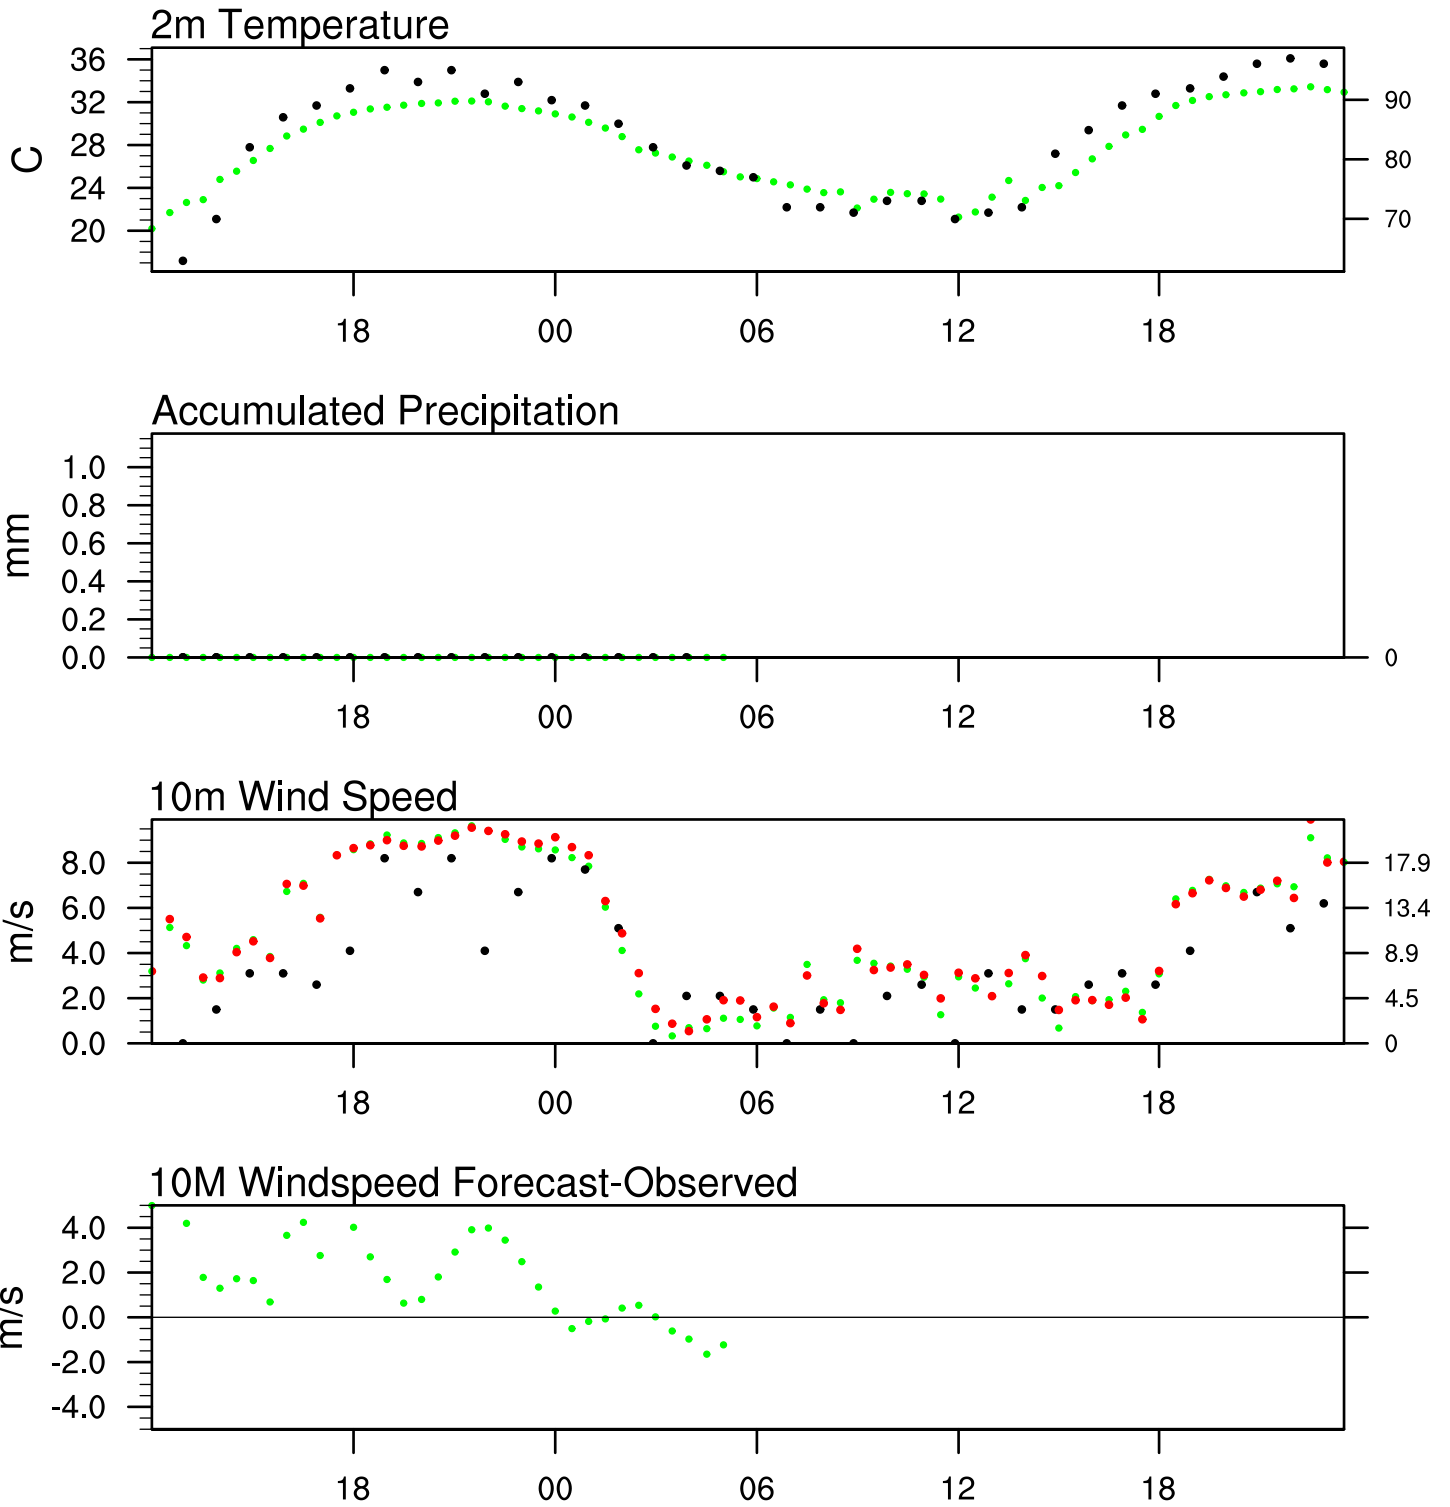 2m Temperature
36
32
28
24
20
C
90
80
70
18 00 06 12 18
Accumulated Precipitation
1.0
0.8
0.6
0.4
0.2
0.0
mm
0
18 00 06 12 18
10m Wind Speed
8.0
6.0
4.0
2.0
0.0
m/s
17.9
13.4
8.9
4.5
0
18 00 06 12 18
10M Windspeed Forecast-Observed
4.0
2.0
0.0
-2.0
-4.0
m/s
18 00 06 12 18